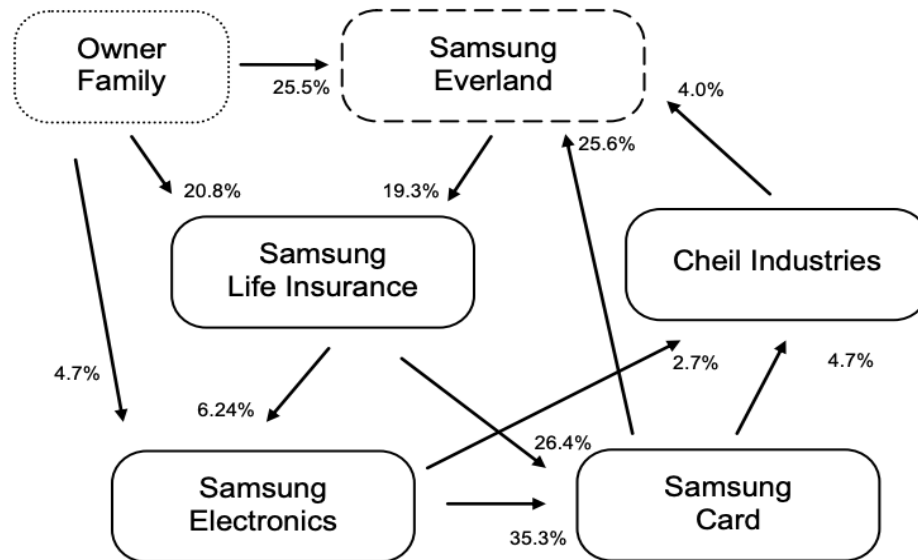 Owner
Family
Samsung
Everland
25.5%
4.0%
25.6%
20.8%
19.3%
Samsung
Life Insurance
Cheil Industries
4.7%
6.24%
2.7%
4.7%
26.4%
Samsung
Electronics
Samsung
Card
35.3%